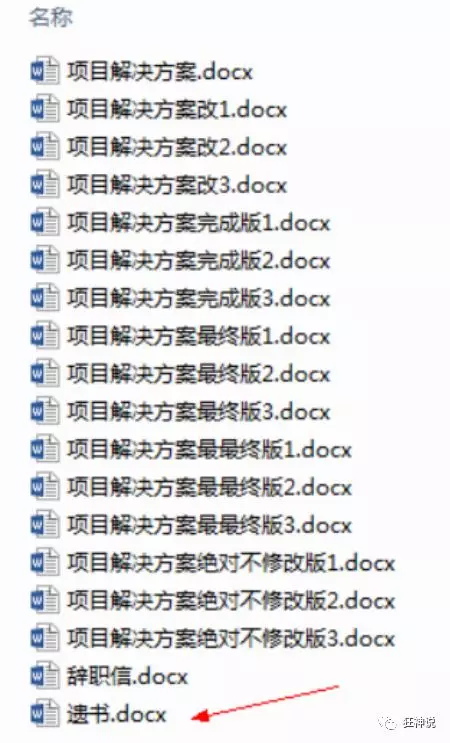 名称
项目解决方案.docx
项目解决方案改1.docx
项目解决方案改2.docx
项目解决方案改3.docx
项目解决方案完成版1.docx
项目解决方案完成版2.docx
项目解决方案完成版3.docx
项目解决方案最终版1.docx
项目解决方案最终版2.docx
项目解决方案最终版3.docx
项目解决方案最最终版1.docx
项目解决方案最最终版2.docx
项目解决方案最最终版3.docx
项目解决方案绝对不修改版1.docx
项目解决方案绝对不修改版2.docx
项目解决方案绝对不修改版3.docx
辞职信.docx
遗书.docx
狂神说